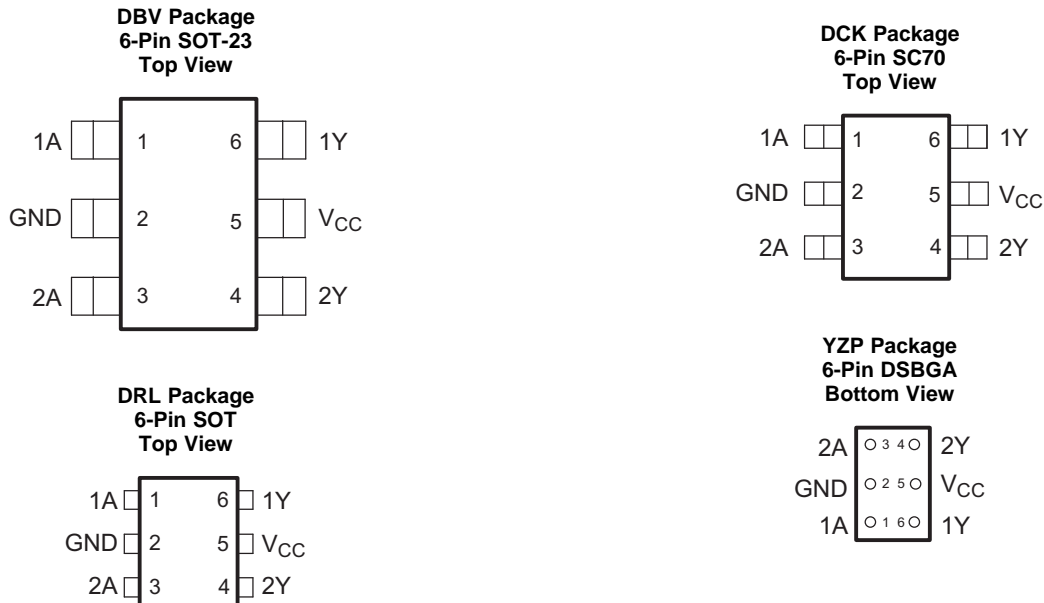 DBV Package
6-Pin SOT-23
Top View
1A 1 6 1Y
GND 2 5 VCC
2A 3 4 2Y
DCK Package
6-Pin SC70
Top View
1A 1 6 1Y
GND 2 5 VCC
2A 3 4 2Y
DRL Package
6-Pin SOT
Top View
1A 1 6 1Y
GND 2 5 VCC
2A 3 4 2Y
YZP Package
6-Pin DSBGA
Bottom View
2A 3 4 2Y
GND 2 5 VCC
1A 1 6 1Y